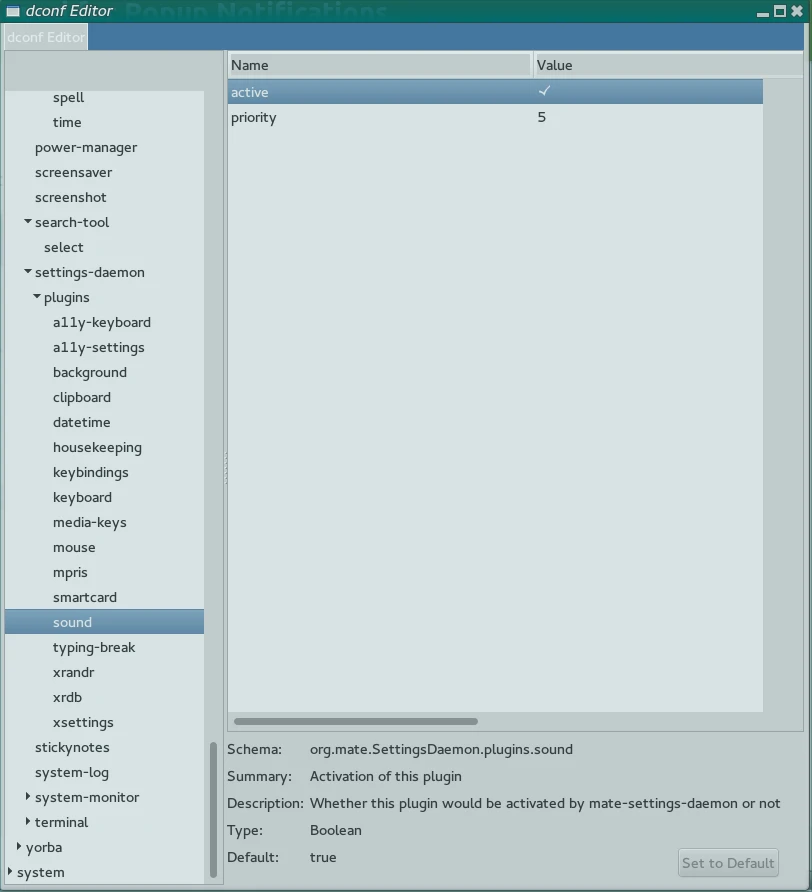 Popup Notifications
dconf Editor
dconf Editor
spell
time
power-manager
screensaver
screenshot
search-tool
select
settings-daemon
plugins
a11y-keyboard
a11y-settings
background
clipboard
datetime
housekeeping
keybindings
keyboard
media-keys
mouse
mpris
smartcard
sound
typing-break
xrandr
xrdb
xsettings
stickynotes
system-log
system-monitor
terminal
yorba
system
Name Value
active ✓
priority 5
Schema: org.mate.SettingsDaemon.plugins.sound
Summary: Activation of this plugin
Description: Whether this plugin would be activated by mate-settings-daemon or not
Type: Boolean
Default: true
Set to Default